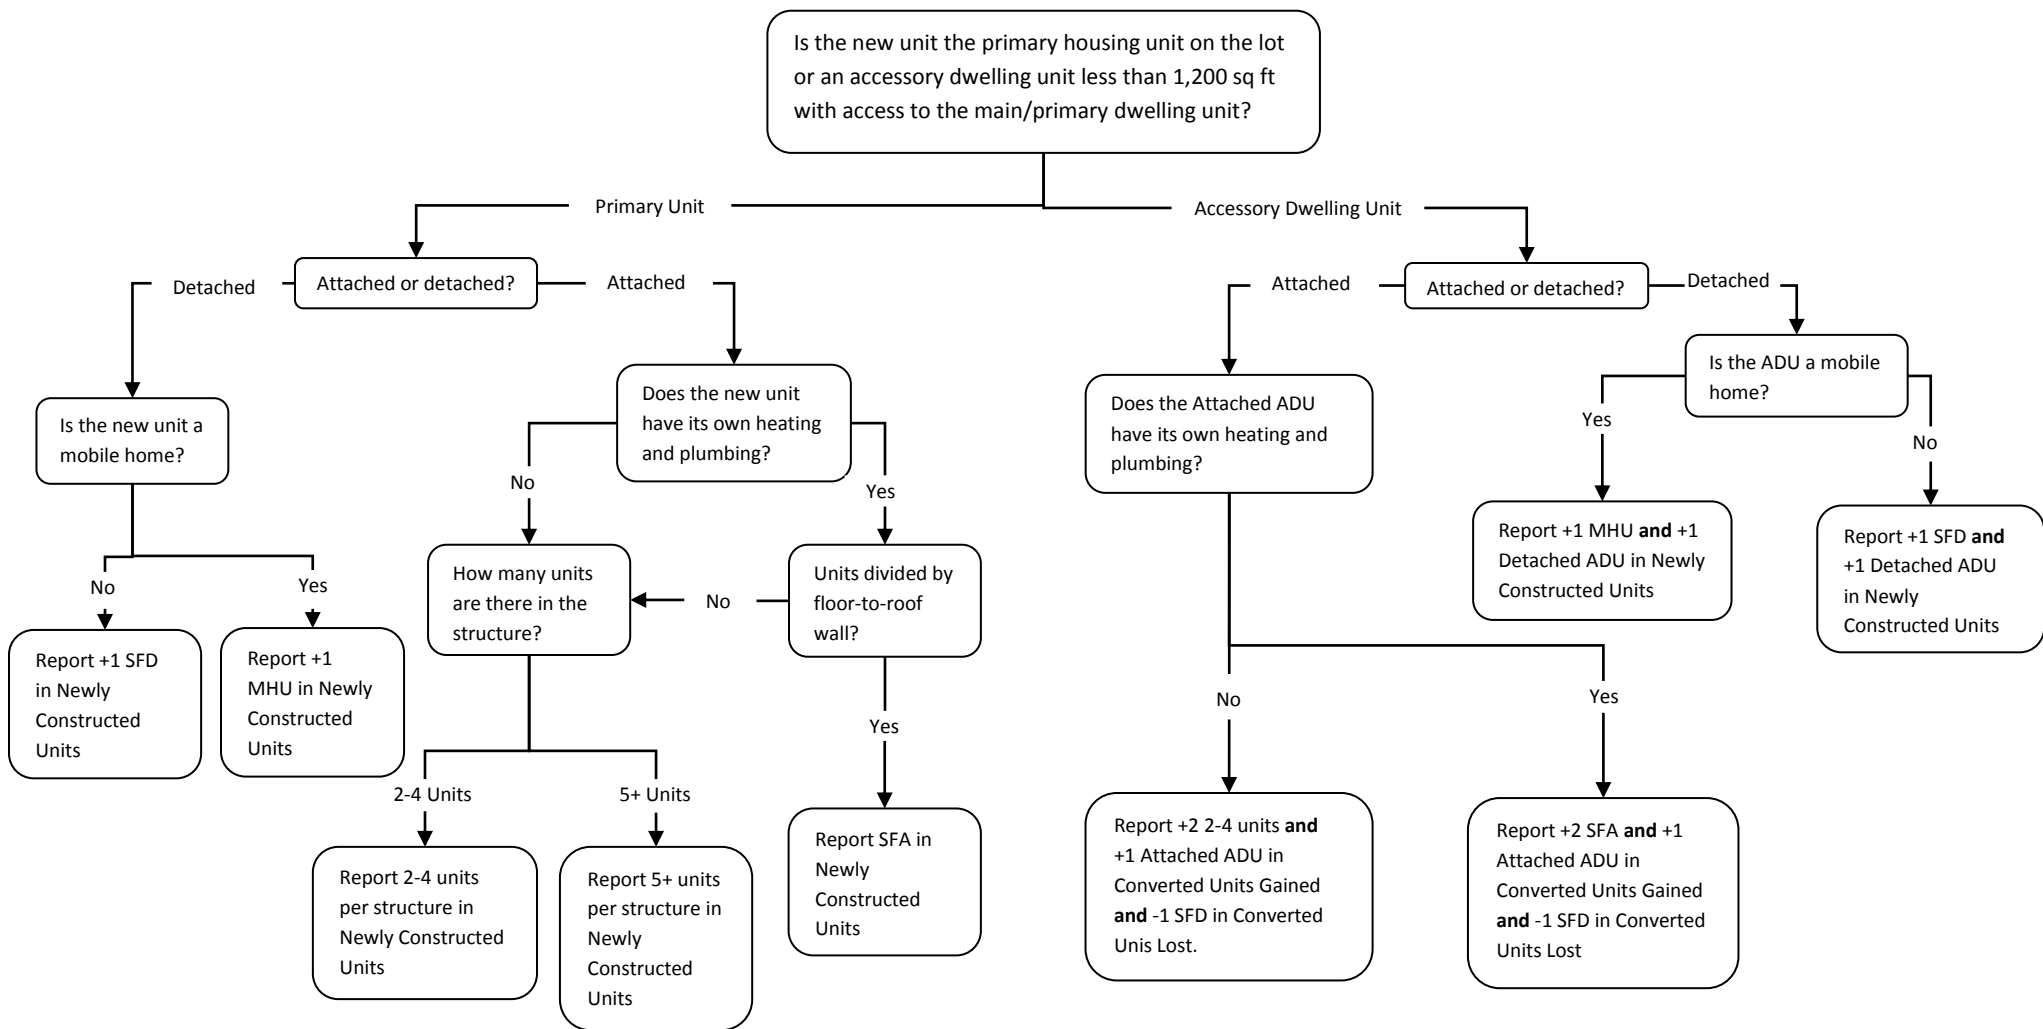 Is the new unit the primary housing unit on the lot
or an accessory dwelling unit less than 1,200 sq ft
with access to the main/primary dwelling unit?
Primary Unit
Accessory Dwelling Unit
Detached
Attached or detached?
Attached
Attached
Attached or detached?
Detached
Is the new unit a
mobile home?
Does the new unit
have its own heating
and plumbing?
Does the Attached ADU
have its own heating and
plumbing?
Is the ADU a mobile
home?
No
Yes
Yes
No
No
Yes
How many units
are there in the
structure?
No
Units divided by
floor-to-roof
wall?
Report +1 MHU and +1
Detached ADU in Newly
Constructed Units
Report +1 SFD and
+1 Detached ADU
in Newly
Constructed Units
Report +1 SFD
in Newly
Constructed
Units
Report +1
MHU in Newly
Constructed
Units
2-4 Units
5+ Units
Yes
No
Yes
Report 2-4 units
per structure in
Newly Constructed
Units
Report 5+ units
per structure in
Newly
Constructed
Units
Report SFA in
Newly
Constructed
Units
Report +2 2-4 units and
+1 Attached ADU in
Converted Units Gained
and -1 SFD in Converted
Unis Lost.
Report +2 SFA and +1
Attached ADU in
Converted Units Gained
and -1 SFD in Converted
Units Lost